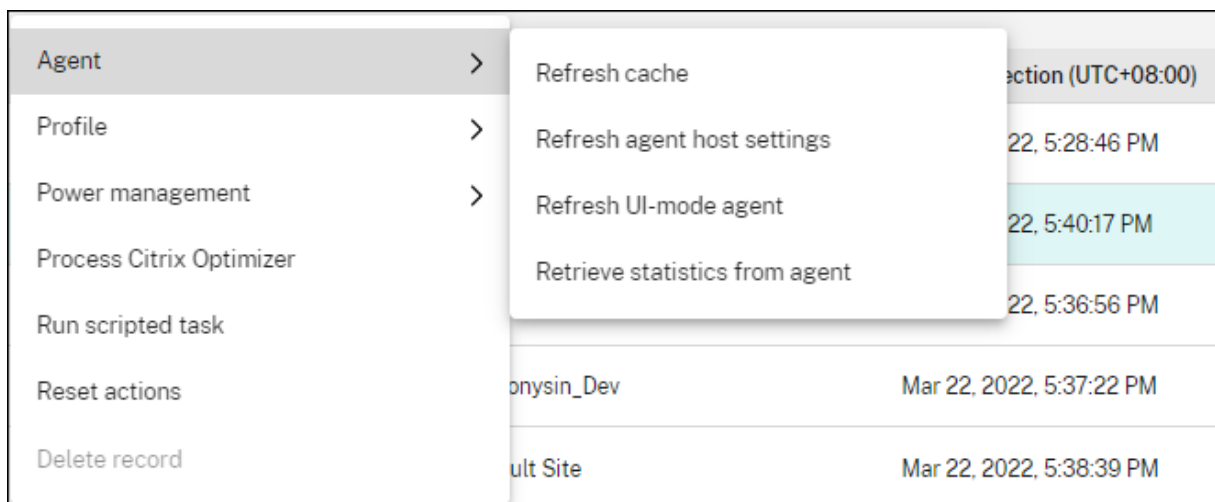 Agent
Profile
Power management
Process Citrix Optimizer
Run scripted task
Reset actions
Delete record
Refresh cache
Refresh agent host settings
Refresh UI-mode agent
Retrieve statistics from agent
(UTC+08:00)
22, 5:28:46 PM
22, 5:40:17 PM
22, 5:36:56 PM
onysin_Dev Mar 22, 2022, 5:37:22 PM
ult Site Mar 22, 2022, 5:38:39 PM